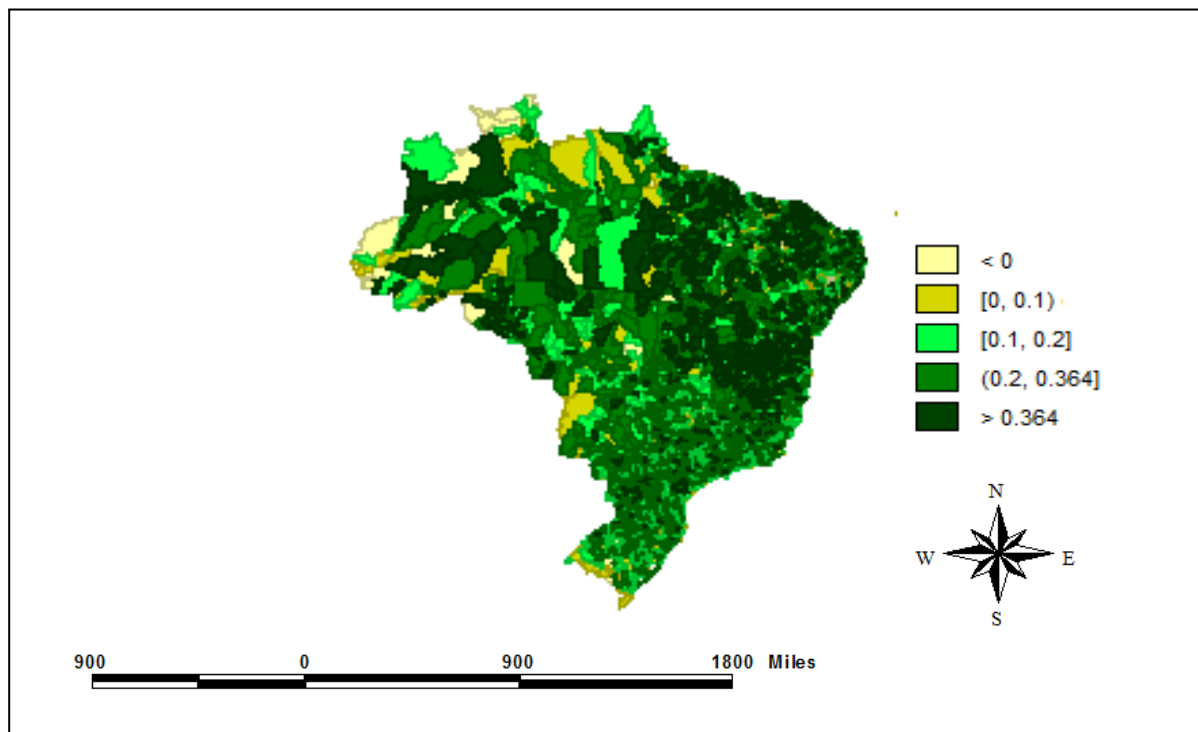 < 0
[0, 0.1)
[0.1, 0.2]
(0.2, 0.364]
> 0.364
N
W E
S
900 0 900 1800 Miles